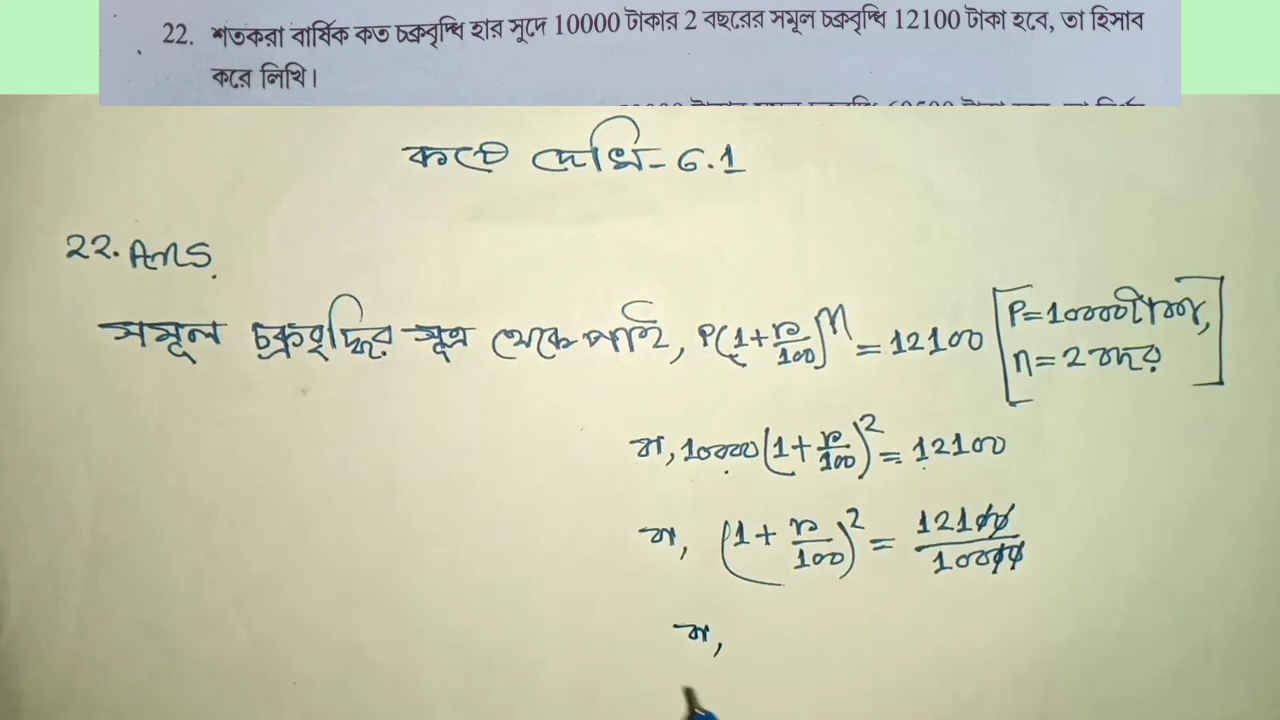 22. শতকরা বার্ষিক কত চক্রবৃদ্ধি হার সুদে 10000 টাকার 2 বছরের সমূল চক্রবৃদ্ধি 12100 টাকা হবে, তা হিসাব
করে লিখি।
কষে দেখি - 6.1
22. Ans.
সমূল চক্রবৃদ্ধির সূত্র থেকে পাই, P(1+r/100)^n = 12100 [P=10000 টাকা,
n=2 বছর]
বা, 10000(1+r/100)^2 = 12100
বা, (1+r/100)^2 = 12100/10000
বা,